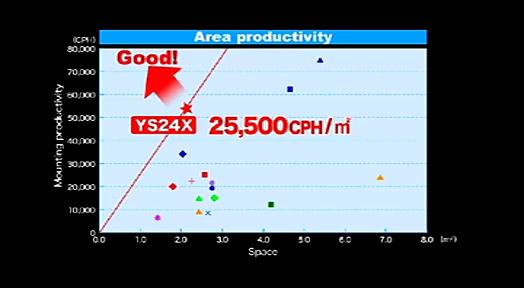 Area productivity
(CPH)
80,000
70,000
60,000
50,000
40,000
30,000
20,000
10,000
0
Mounting productivity
Good!
YS24X
25,500CPH/㎡
0.0 1.0 2.0 3.0 4.0 5.0 6.0 7.0 8.0 (㎡)
Space